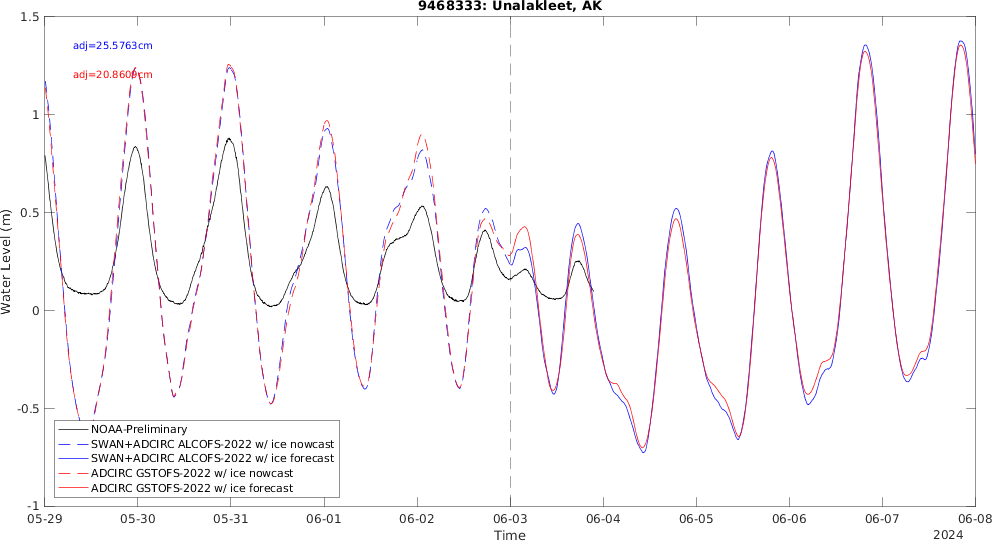 9468333: Unalakleet, AK
1.5
adj=25.5763cm
adj=20.8609cm
1
0.5
Water Level (m)
0
-0.5
NOAA-Preliminary
SWAN+ADCIRC ALCOFS-2022 w/ ice nowcast
SWAN+ADCIRC ALCOFS-2022 w/ ice forecast
ADCIRC GSTOFS-2022 w/ ice nowcast
ADCIRC GSTOFS-2022 w/ ice forecast
-1
05-29 05-30 05-31 06-01 06-02 06-03 06-04 06-05 06-06 06-07 06-08
Time 2024